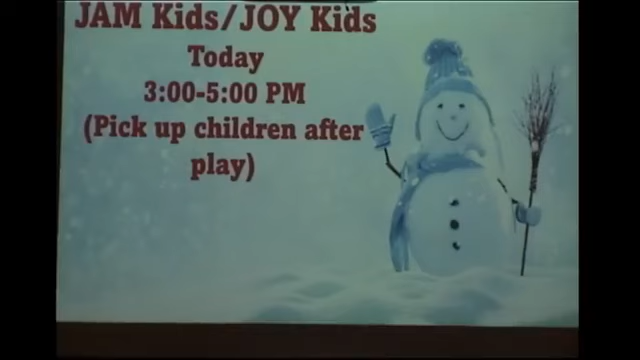 JAM Kids/JOY Kids
Today
3:00-5:00 PM
(Pick up children after
play)